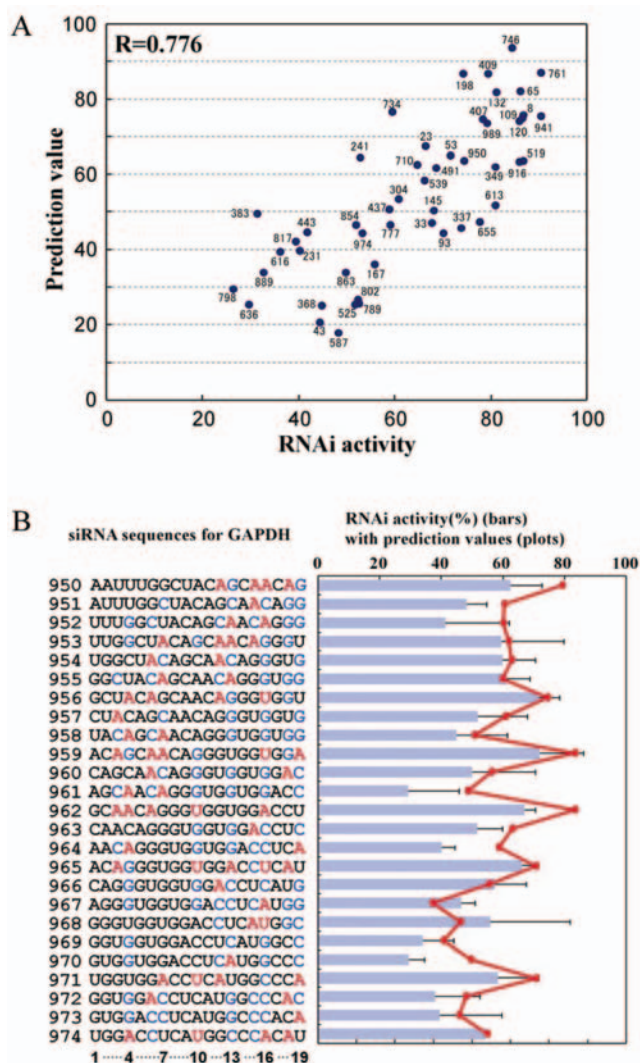 A
R=0.776
Prediction value
100
80
60
40
20
0
746
198
409
761
132
65
734
407
109
8
989
120
941
23
241
53
710
950
519
491
349
916
539
304
613
383
437
145
443
854
33
337
655
817
777
93
974
616
231
889
167
863
798
802
636
368
525
789
43
587
0 20 40 60 80 100
RNAi activity
B
siRNA sequences for GAPDH
RNAi activity(%) (bars)
with prediction values (plots)
0 20 40 60 80 100
950 AAUUUGGCUACAGCAACAG
951 AUUUGGCUACAGCAACAGG
952 UUUGGCUACAGCAACAGGG
953 UUGGCUACAGCAACAGGGU
954 UGGCUACAGCAACAGGGUG
955 GGCUACAGCAACAGGGUGG
956 GCUACAGCAACAGGGUGGU
957 CUACAGCAACAGGGUGGUG
958 UACAGCAACAGGGUGGUGG
959 ACAGCAACAGGGUGGUGGA
960 CAGCAACAGGGUGGUGGAC
961 AGCAACAGGGUGGUGGACC
962 GCAACAGGGUGGUGGACCU
963 CAACAGGGUGGUGGACCUC
964 AACAGGGUGGUGGACCUCA
965 ACAGGGUGGUGGACCUCAU
966 CAGGGUGGUGGACCUCAUG
967 AGGGUGGUGGACCUCAUGG
968 GGGUGGUGGACCUCAUGGC
969 GGUGGUGGACCUCAUGGCC
970 GUGGUGGACCUCAUGGCCC
971 UGGUGGACCUCAUGGCCCA
972 GGUGGACCUCAUGGCCCAC
973 GUGGACCUCAUGGCCCACA
974 UGGACCUCAUGGCCCACAU
1 ····· 4 ····· 7 ····· 10 ···· 13 ···· 16 ···· 19